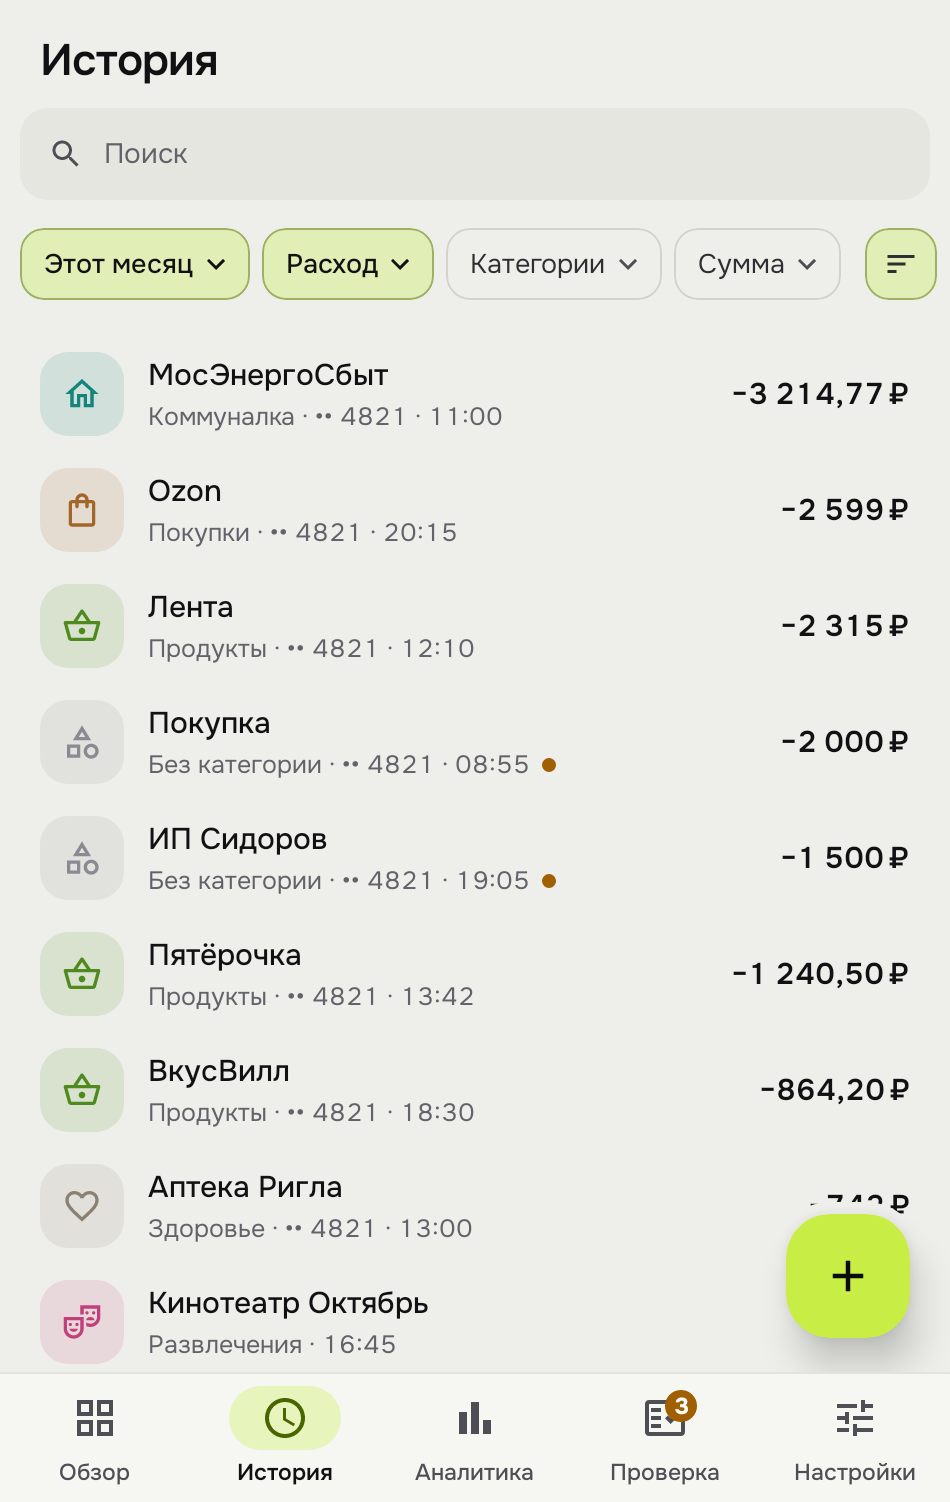 История
Поиск
Этот месяц
Расход
Категории
Сумма
МосЭнергоСбыт
Коммуналка · •• 4821 · 11:00
−3 214,77 ₽
Ozon
Покупки · •• 4821 · 20:15
−2 599 ₽
Лента
Продукты · •• 4821 · 12:10
−2 315 ₽
Покупка
Без категории · •• 4821 · 08:55
−2 000 ₽
ИП Сидоров
Без категории · •• 4821 · 19:05
−1 500 ₽
Пятёрочка
Продукты · •• 4821 · 13:42
−1 240,50 ₽
ВкусВилл
Продукты · •• 4821 · 18:30
−864,20 ₽
Аптека Ригла
Здоровье · •• 4821 · 13:00
Кинотеатр Октябрь
Развлечения · 16:45
3
Обзор
История
Аналитика
Проверка
Настройки